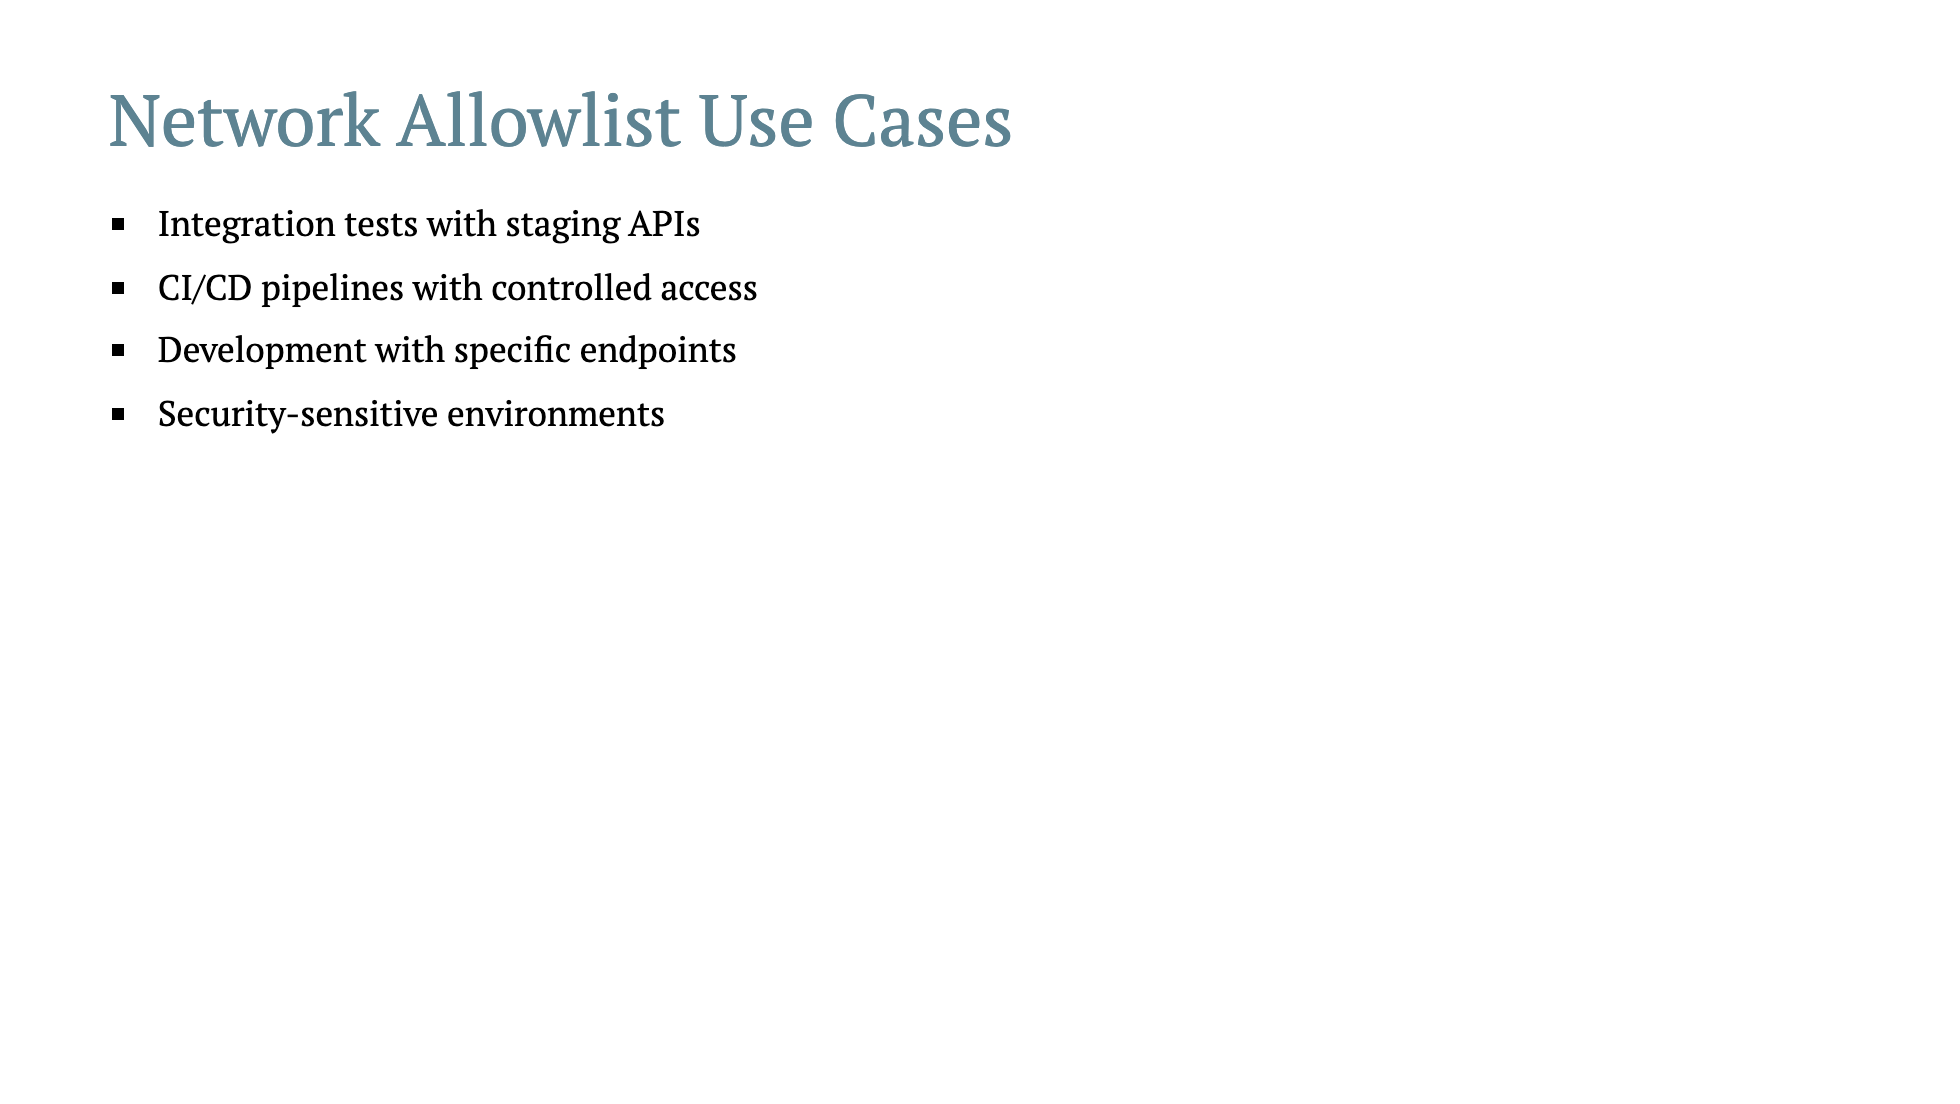 Network Allowlist Use Cases
▪ Integration tests with staging APIs
▪ CI/CD pipelines with controlled access
▪ Development with specific endpoints
▪ Security-sensitive environments